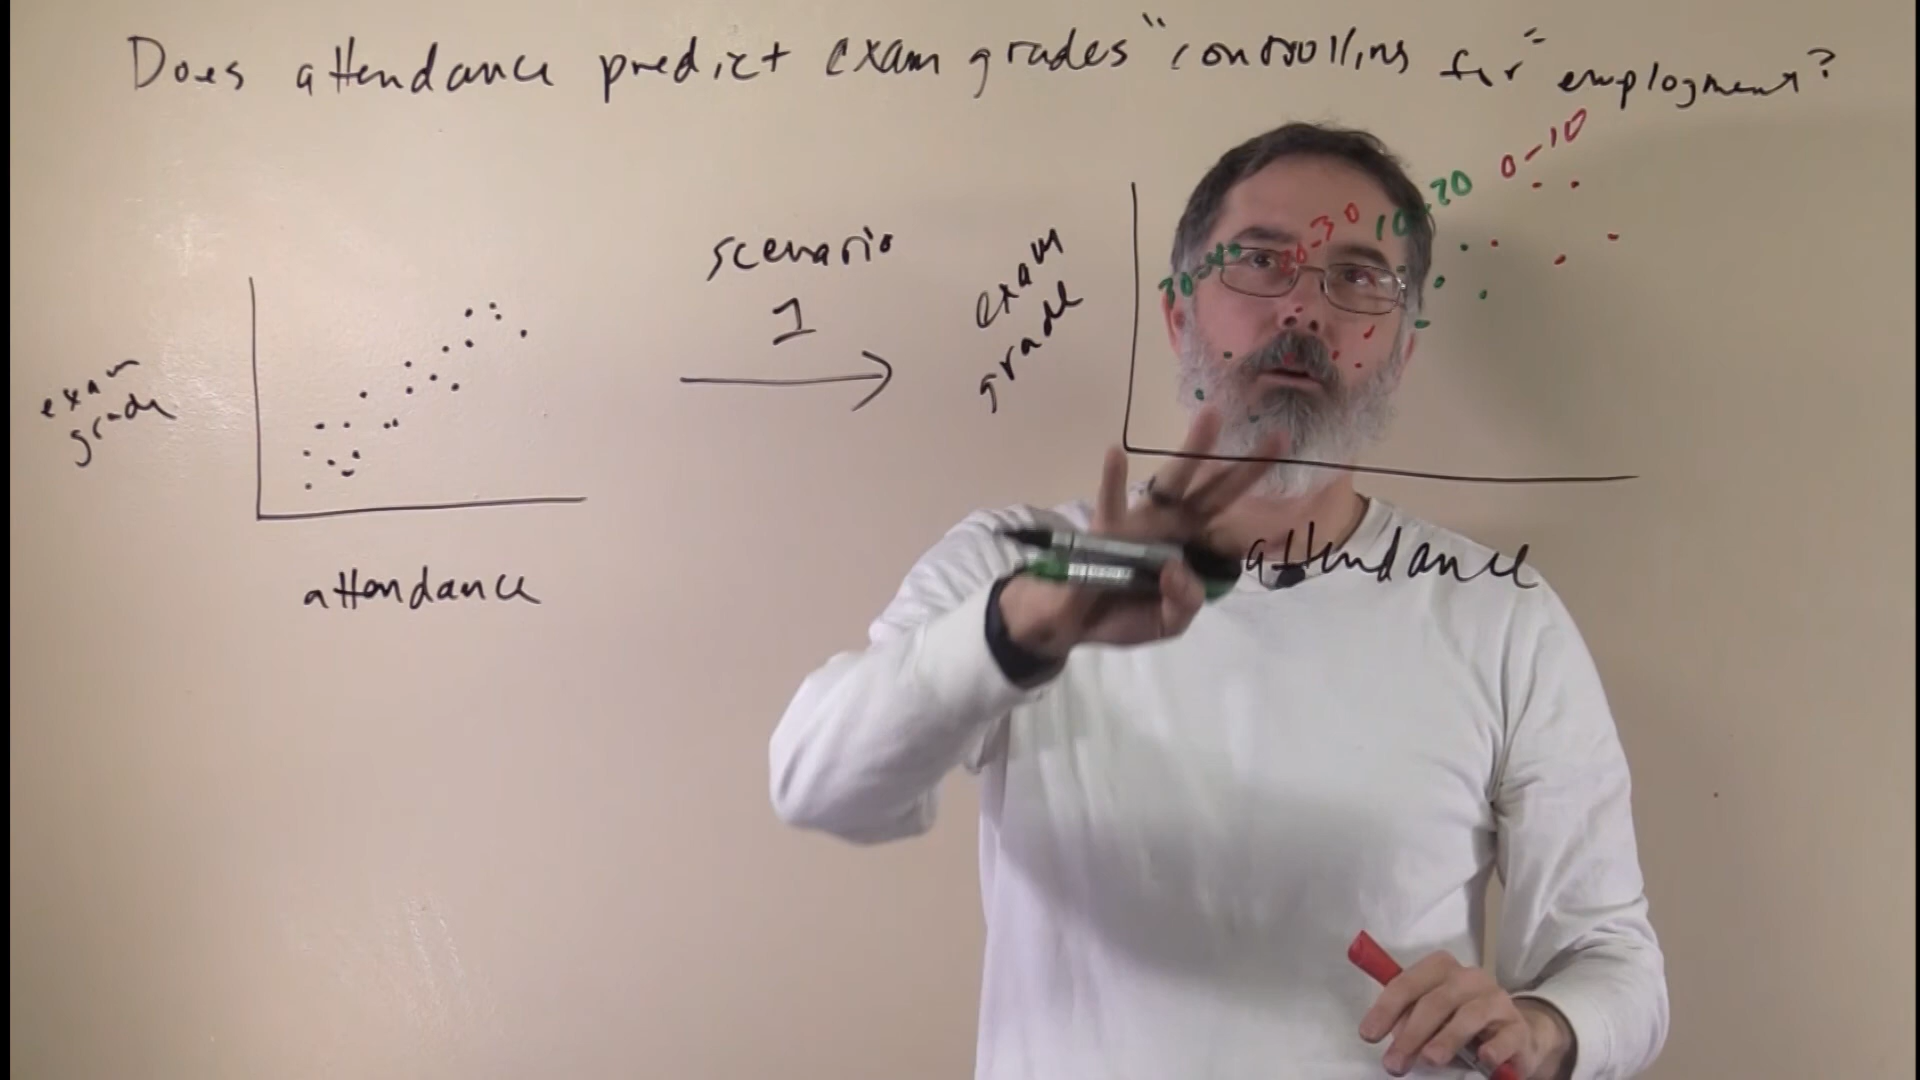 Does attendance predict exam grades "controlling for" employment?
exam
grade
attendance
scenario
1
exam
grade
30-40
20-30
10-20
0-10
attendance